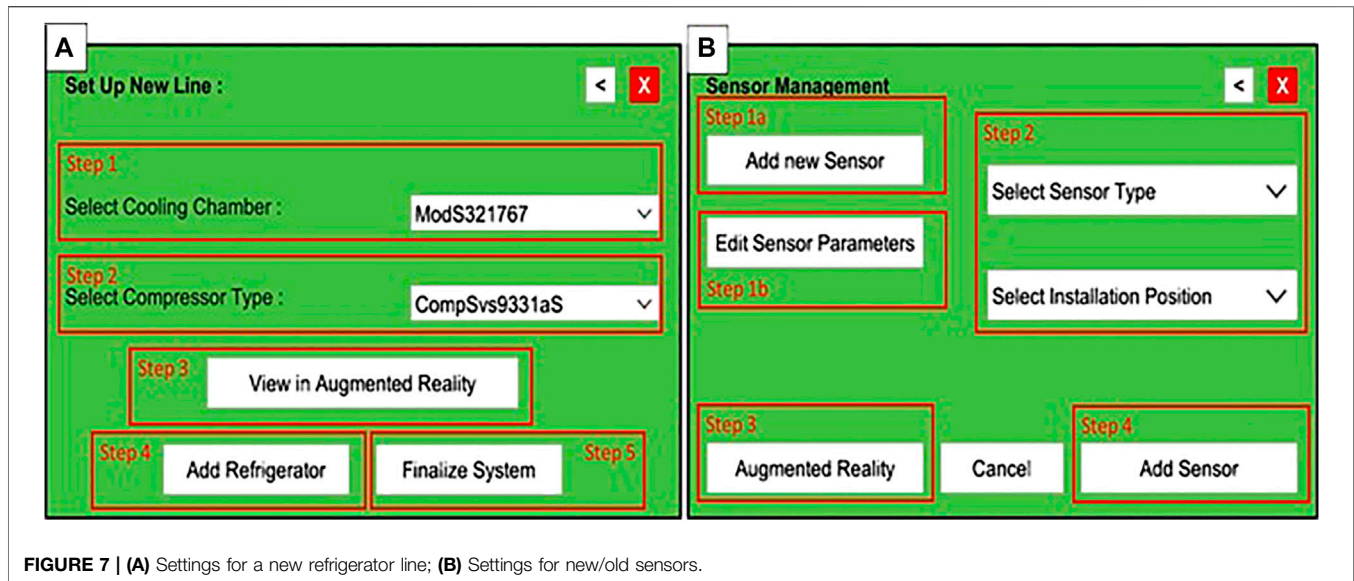 A
Set Up New Line :
< X
Step 1
Select Cooling Chamber :
ModS321767
Step 2
Select Compressor Type :
CompSvs9331aS
Step 3
View in Augmented Reality
Step 4
Add Refrigerator
Finalize System
Step 5
B
Sensor Management
< X
Step 1a
Add new Sensor
Edit Sensor Parameters
Step 1b
Step 2
Select Sensor Type
Select Installation Position
Step 3
Augmented Reality
Cancel
Step 4
Add Sensor
FIGURE 7 | (A) Settings for a new refrigerator line; (B) Settings for new/old sensors.